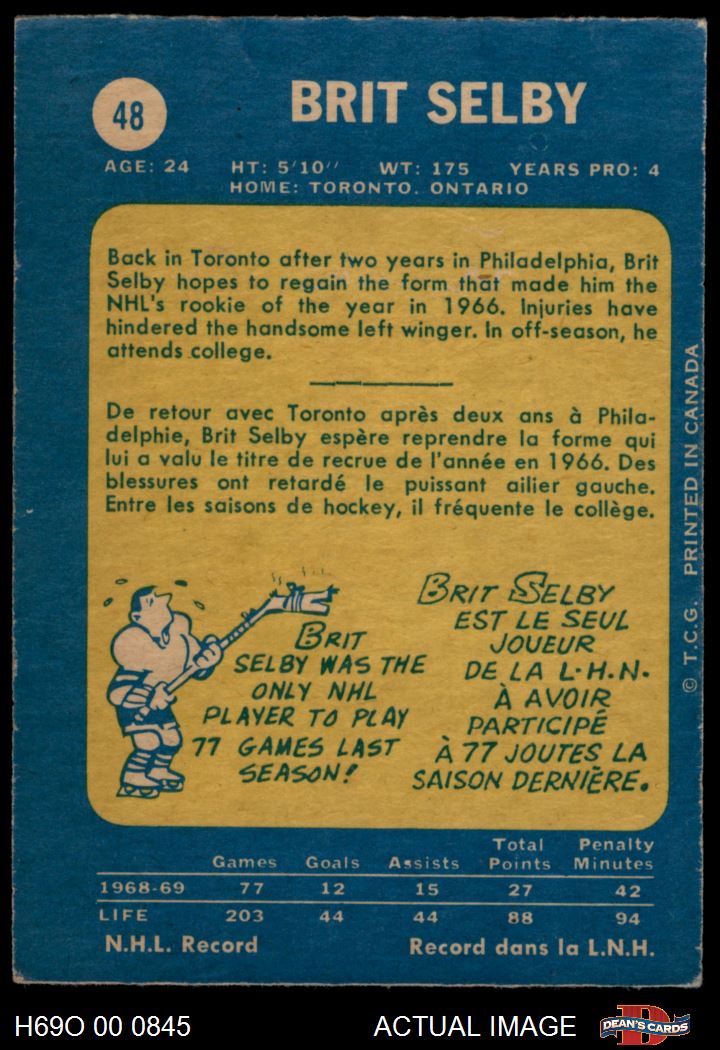 48
BRIT SELBY
AGE: 24 HT: 5'10'' WT: 175 YEARS PRO: 4
HOME: TORONTO. ONTARIO
Back in Toronto after two years in Philadelphia, Brit
Selby hopes to regain the form that made him the
NHL's rookie of the year in 1966. Injuries have
hindered the handsome left winger. In off-season, he
attends college.
De retour avec Toronto après deux ans à Phila-
delphie, Brit Selby espère reprendre la forme qui
lui a valu le titre de recrue de l'année en 1966. Des
blessures ont retardé le puissant ailier gauche.
Entre les saisons de hockey, il fréquente le collège.
BRIT
SELBY WAS THE
ONLY NHL
PLAYER TO PLAY
77 GAMES LAST
SEASON!
BRIT SELBY
EST LE SEUL
JOUEUR
DE LA L.H.N.
À AVOIR
PARTICIPÉ
À 77 JOUTES LA
SAISON DERNIÈRE.
© T.C.G. PRINTED IN CANADA
Total Penalty
Games Goals Assists Points Minutes
1968-69 77 12 15 27 42
LIFE 203 44 44 88 94
N.H.L. Record Record dans la L.N.H.
H69O 00 0845 ACTUAL IMAGE D DEAN'S CARDS